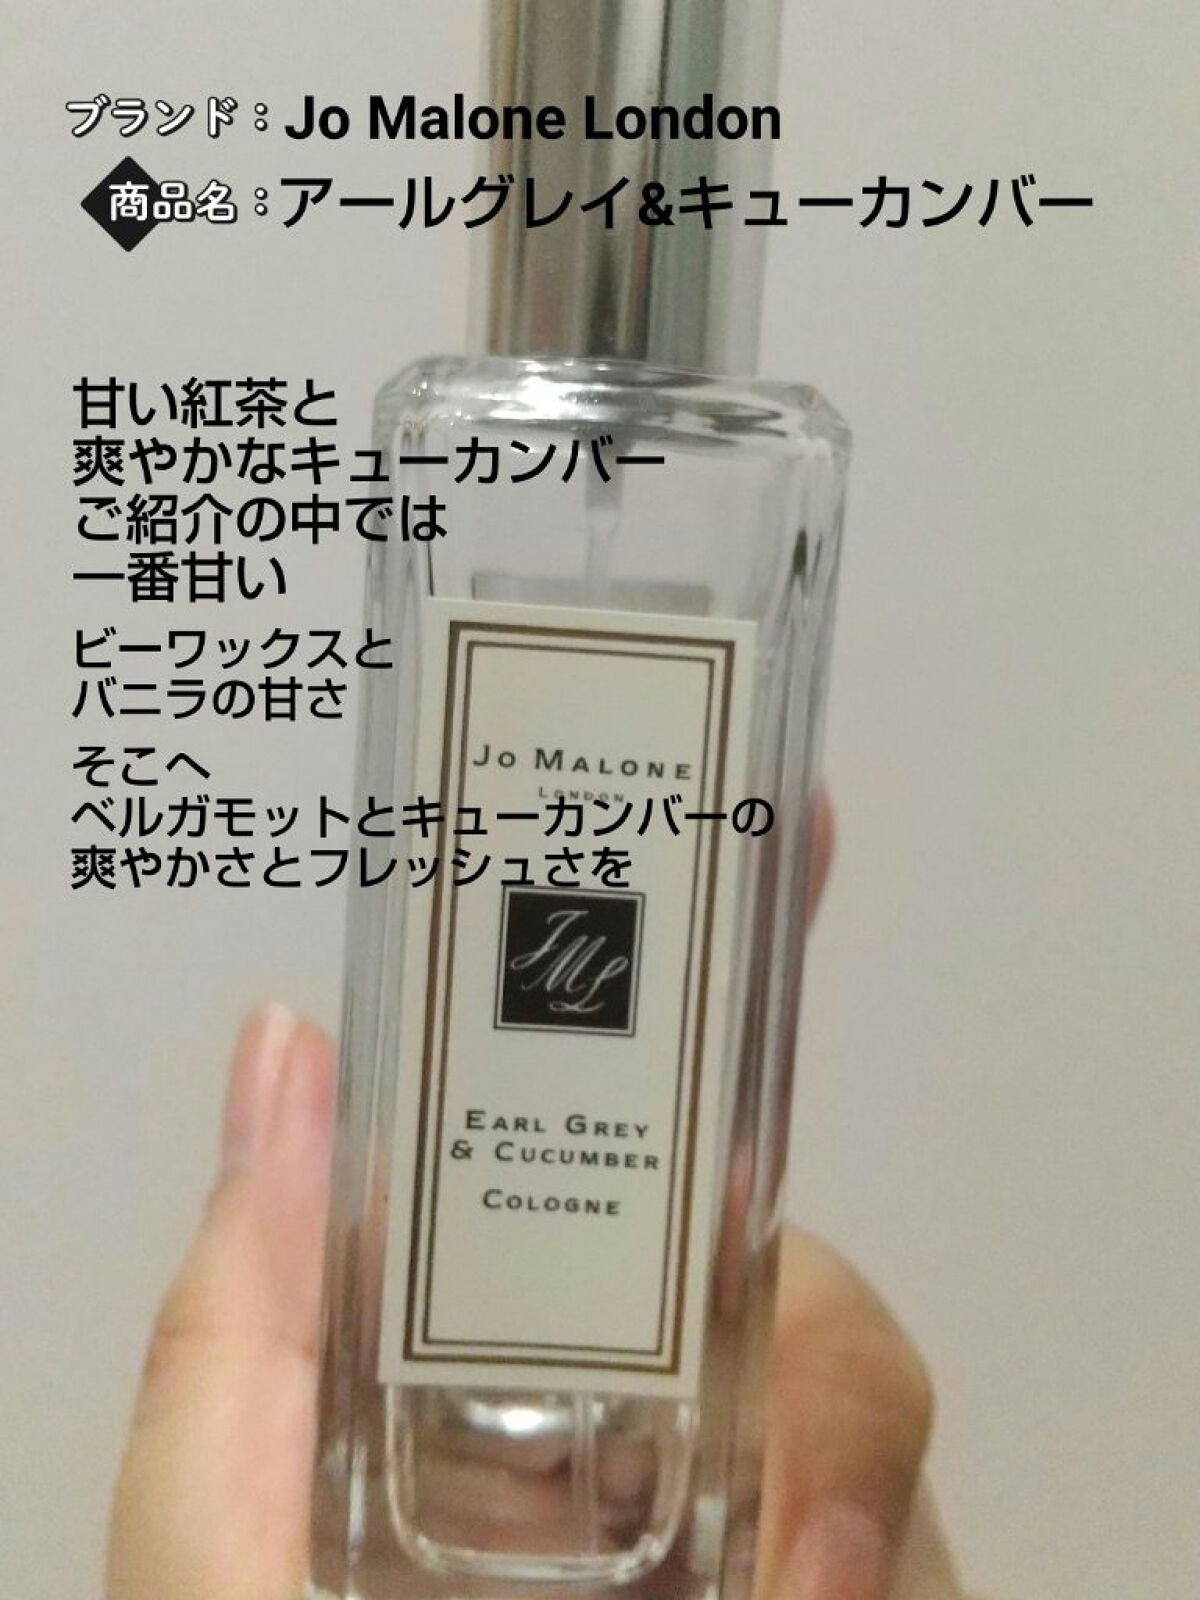 ブランド：Jo Malone London
商品名：アールグレイ&キューカンバー
甘い紅茶と
爽やかなキューカンバー
ご紹介の中では
一番甘い
ビーワックスと
バニラの甘さ
そこへ
ベルガモットとキューカンバーの
爽やかさとフレッシュさを
JO MALONE
LONDON
JML
EARL GREY
& CUCUMBER
COLOGNE